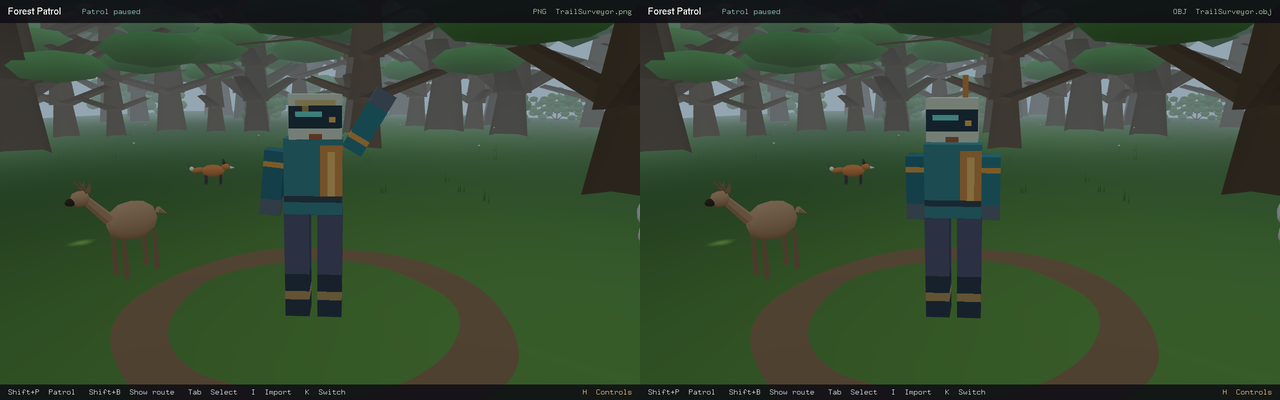 Forest Patrol Patrol paused PNG TrailSurveyor.png
Forest Patrol Patrol paused OBJ TrailSurveyor.obj
Shift+P Patrol Shift+B Show route Tab Select I Import K Switch H Controls
Shift+P Patrol Shift+B Show route Tab Select I Import K Switch H Controls